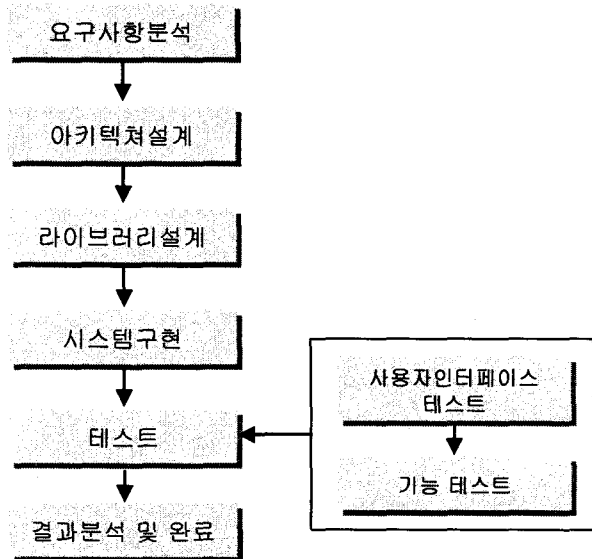 요구사항분석
아키텍쳐설계
라이브러리설계
시스템구현
테스트
결과분석 및 완료
사용자인터페이스
테스트
기능 테스트